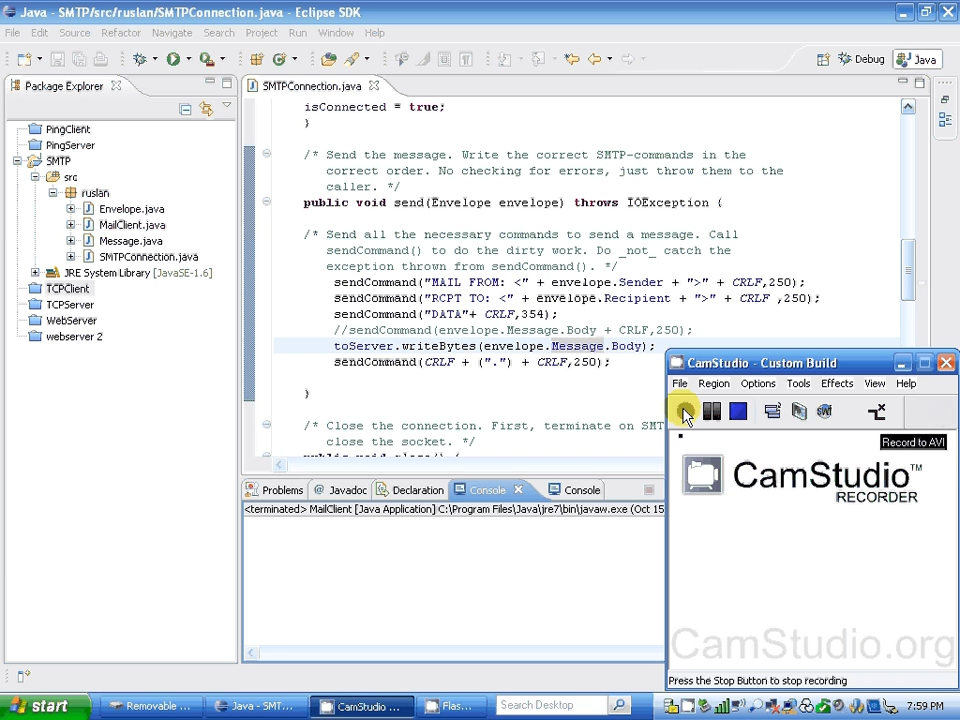 Java - SMTP/src/ruslan/SMTPConnection.java - Eclipse SDK
File Edit Source Refactor Navigate Search Project Run Window Help
Debug Java
Package Explorer
PingClient
PingServer
SMTP
src
ruslan
Envelope.java
MailClient.java
Message.java
SMTPConnection.java
JRE System Library [JavaSE-1.6]
TCPClient
TCPServer
WebServer
webserver 2
SMTPConnection.java
isConnected = true;
}
/* Send the message. Write the correct SMTP-commands in the
correct order. No checking for errors, just throw them to the
caller. */
public void send(Envelope envelope) throws IOException {
/* Send all the necessary commands to send a message. Call
sendCommand() to do the dirty work. Do _not_ catch the
exception thrown from sendCommand(). */
sendCommand("MAIL FROM: <" + envelope.Sender + ">" + CRLF,250);
sendCommand("RCPT TO: <" + envelope.Recipient + ">" + CRLF ,250);
sendCommand("DATA"+ CRLF,354);
//sendCommand(envelope.Message.Body + CRLF,250);
toServer.writeBytes(envelope.Message.Body);
sendCommand(CRLF + (".") + CRLF,250);
}
/* Close the connection. First, terminate on SMT
close the socket. */
public void close() {
Problems Javadoc Declaration Console Console
<terminated> MailClient [Java Application] C:\Program Files\Java\jre7\bin\javaw.exe (Oct 15
CamStudio - Custom Build
File Region Options Tools Effects View Help
Record to AVI
CamStudio™
RECORDER
CamStudio.org
Press the Stop Button to stop recording
start Removable ... Java - SMT... CamStudio ... Flas... Search Desktop 7:59 PM